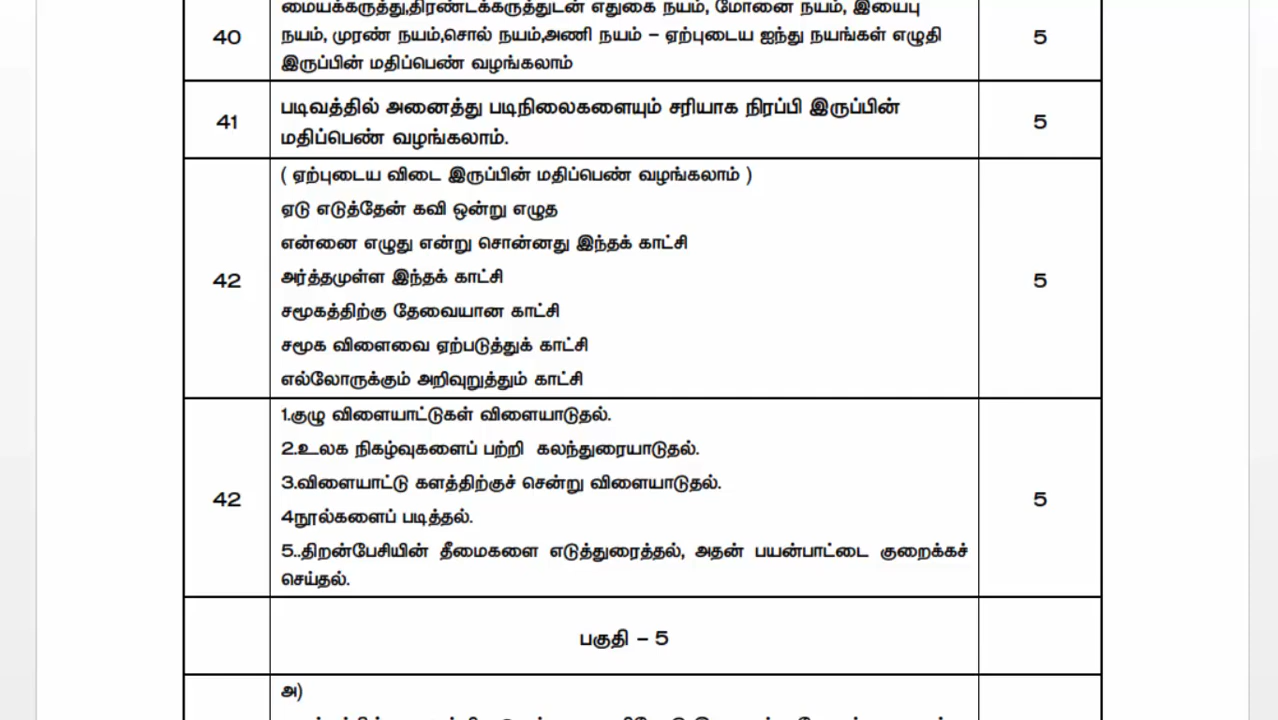 மையக்கருத்து,திரண்டக்கருத்துடன் எதுகை நயம், மோனை நயம், இயைபு
40 நயம், முரண் நயம்,சொல் நயம்,அணி நயம் – ஏற்புடைய ஐந்து நயங்கள் எழுதி 5
இருப்பின் மதிப்பெண் வழங்கலாம்
படிவத்தில் அனைத்து படிநிலைகளையும் சரியாக நிரப்பி இருப்பின்
41 5
மதிப்பெண் வழங்கலாம்.
( ஏற்புடைய விடை இருப்பின் மதிப்பெண் வழங்கலாம் )
ஏடு எடுத்தேன் கவி ஒன்று எழுத
என்னை எழுது என்று சொன்னது இந்தக் காட்சி
42 அர்த்தமுள்ள இந்தக் காட்சி 5
சமூகத்திற்கு தேவையான காட்சி
சமூக விளைவை ஏற்படுத்துக் காட்சி
எல்லோருக்கும் அறிவுறுத்தும் காட்சி
1.குழு விளையாட்டுகள் விளையாடுதல்.
2.உலக நிகழ்வுகளைப் பற்றி கலந்துரையாடுதல்.
42 3.விளையாட்டு களத்திற்குச் சென்று விளையாடுதல். 5
4நூல்களைப் படித்தல்.
5..திறன்பேசியின் தீமைகளை எடுத்துரைத்தல், அதன் பயன்பாட்டை குறைக்கச்
செய்தல்.
பகுதி – 5
அ)